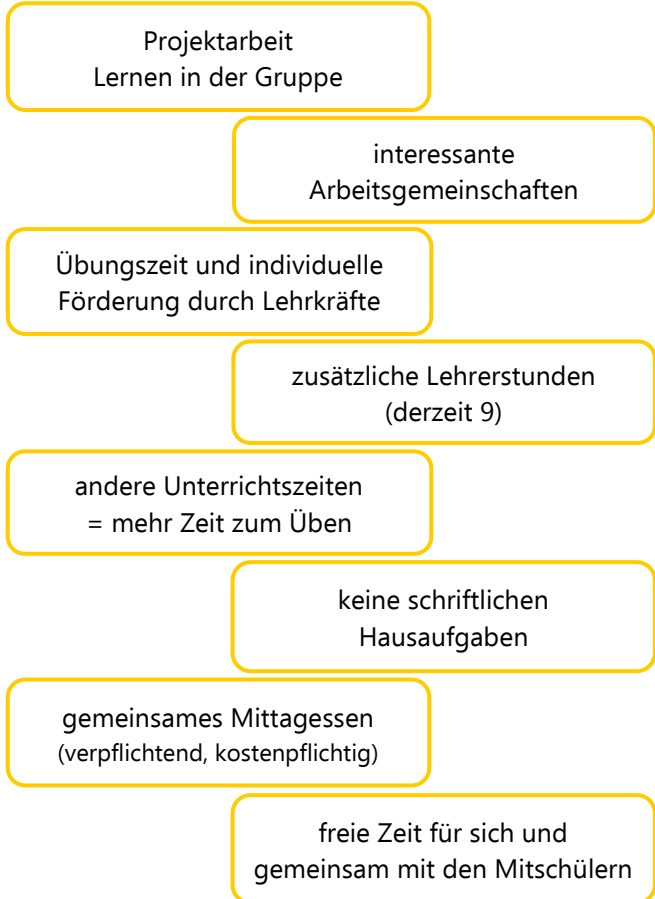 Projektarbeit
Lernen in der Gruppe
interessante
Arbeitsgemeinschaften
Übungszeit und individuelle
Förderung durch Lehrkräfte
zusätzliche Lehrerstunden
(derzeit 9)
andere Unterrichtszeiten
= mehr Zeit zum Üben
keine schriftlichen
Hausaufgaben
gemeinsames Mittagessen
(verpflichtend, kostenpflichtig)
freie Zeit für sich und
gemeinsam mit den Mitschülern